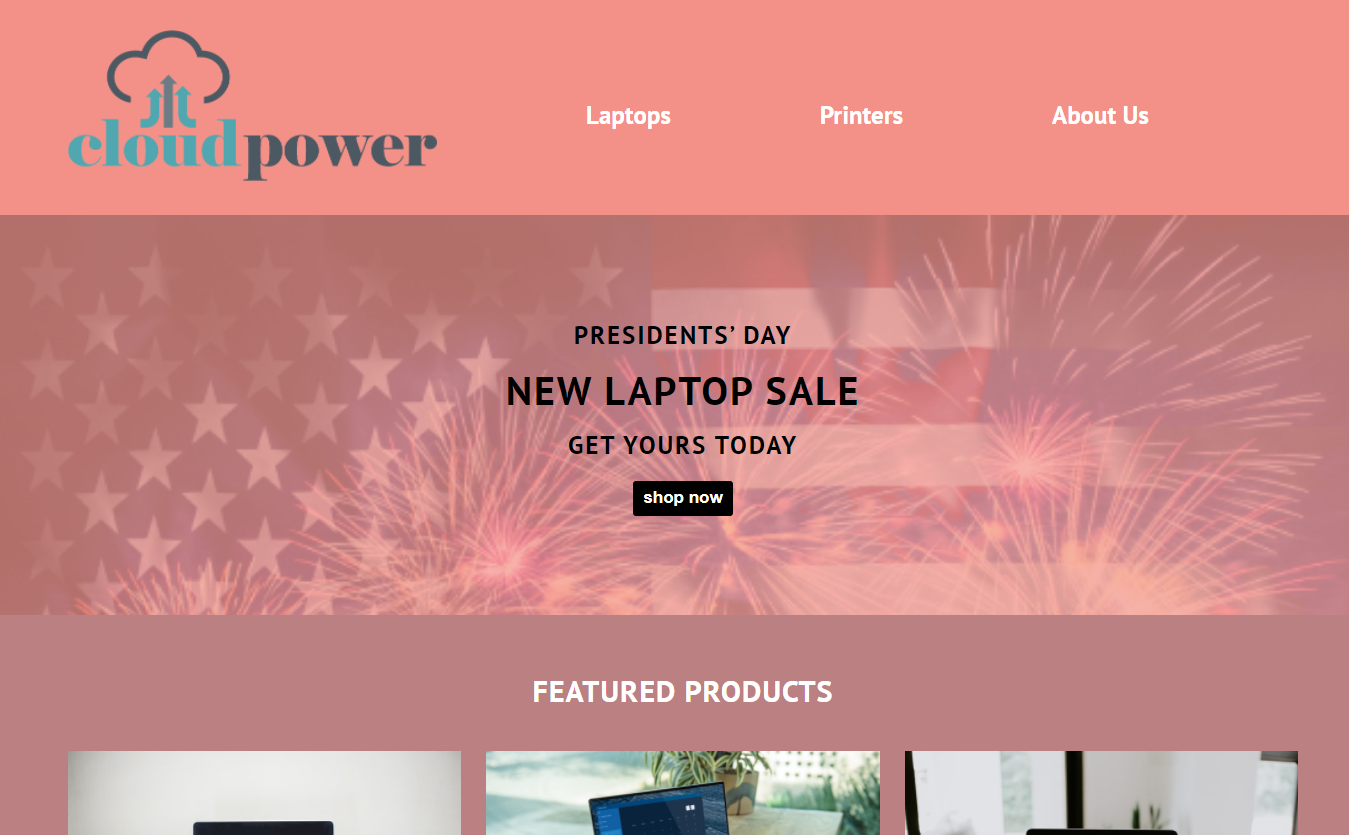 cloudpower
Laptops
Printers
About Us
PRESIDENTS’ DAY
NEW LAPTOP SALE
GET YOURS TODAY
shop now
FEATURED PRODUCTS